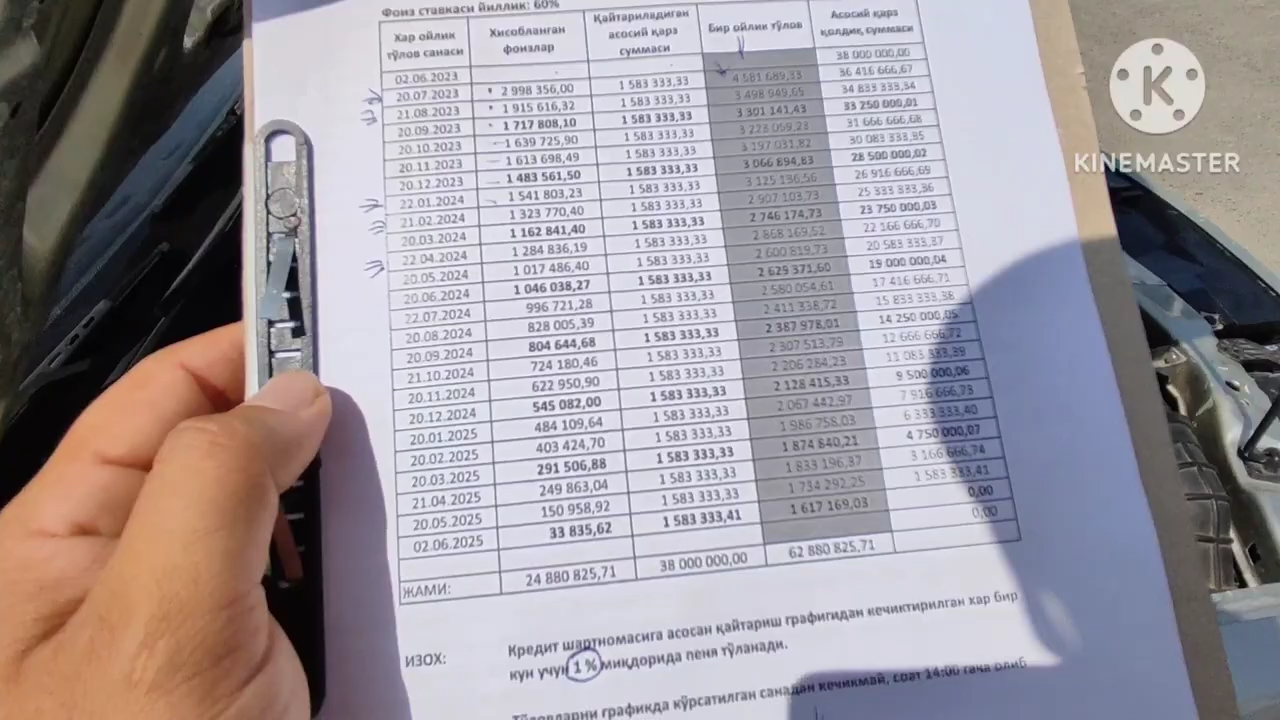 Фоиз ставкаси йиллик: 60%
Хар ойлик тўлов санаси | Хисобланган фоизлар | Қайтариладиган асосий қарз суммаси | Бир ойлик тўлов | Асосий қарз қолдиқ суммаси
02.06.2023 | | | | 38 000 000,00
20.07.2023 | 2 998 356,00 | 1 583 333,33 | 4 581 689,33 | 36 416 666,67
21.08.2023 | 1 915 616,32 | 1 583 333,33 | 3 498 949,65 | 34 833 333,34
20.09.2023 | 1 717 808,10 | 1 583 333,33 | 3 301 141,43 | 33 250 000,01
20.10.2023 | 1 639 725,90 | 1 583 333,33 | 3 223 059,23 | 31 666 666,68
20.11.2023 | 1 613 698,49 | 1 583 333,33 | 3 197 031,82 | 30 083 333,35
20.12.2023 | 1 483 561,50 | 1 583 333,33 | 3 066 894,83 | 28 500 000,02
22.01.2024 | 1 541 803,23 | 1 583 333,33 | 3 125 136,56 | 26 916 666,69
21.02.2024 | 1 323 770,40 | 1 583 333,33 | 2 907 103,73 | 25 333 333,36
20.03.2024 | 1 162 841,40 | 1 583 333,33 | 2 746 174,73 | 23 750 000,03
22.04.2024 | 1 284 836,19 | 1 583 333,33 | 2 868 169,52 | 22 166 666,70
20.05.2024 | 1 017 486,40 | 1 583 333,33 | 2 600 819,73 | 20 583 333,37
20.06.2024 | 1 046 038,27 | 1 583 333,33 | 2 629 371,60 | 19 000 000,04
22.07.2024 | 996 721,28 | 1 583 333,33 | 2 580 054,61 | 17 416 666,71
20.08.2024 | 828 005,39 | 1 583 333,33 | 2 411 338,72 | 15 833 333,38
20.09.2024 | 804 644,68 | 1 583 333,33 | 2 387 978,01 | 14 250 000,05
21.10.2024 | 724 180,46 | 1 583 333,33 | 2 307 513,79 | 12 666 666,72
20.11.2024 | 622 950,90 | 1 583 333,33 | 2 206 284,23 | 11 083 333,39
20.12.2024 | 545 082,00 | 1 583 333,33 | 2 128 415,33 | 9 500 000,06
20.01.2025 | 484 109,64 | 1 583 333,33 | 2 067 442,97 | 7 916 666,73
20.02.2025 | 403 424,70 | 1 583 333,33 | 1 986 758,03 | 6 333 333,40
20.03.2025 | 291 506,88 | 1 583 333,33 | 1 874 840,21 | 4 750 000,07
21.04.2025 | 249 863,04 | 1 583 333,33 | 1 833 196,37 | 3 166 666,74
20.05.2025 | 150 958,92 | 1 583 333,33 | 1 734 292,25 | 1 583 333,41
02.06.2025 | 33 835,62 | 1 583 333,41 | 1 617 169,03 | 0,00
0,00
ЖАМИ: | 24 880 825,71 | 38 000 000,00 | 62 880 825,71
ИЗОХ: Кредит шартномасига асосан қайтариш графигидан кечиктирилган хар бир
кун учун 1 % миқдорида пеня тўланади.
Тўловларни графикда кўрсатилган санадан кечикмай, соат 14:00 гача олиб
KINEMASTER